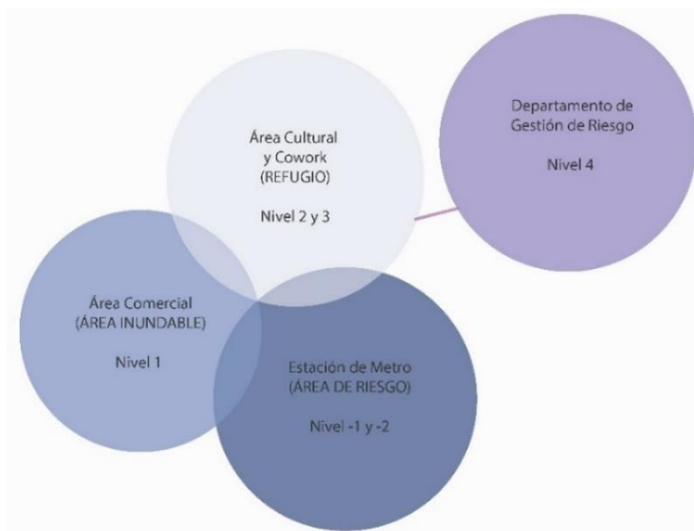 Departamento de
Gestión de Riesgo
Nivel 4
Área Cultural
y Cowork
(REFUGIO)
Nivel 2 y 3
Área Comercial
(ÁREA INUNDABLE)
Nivel 1
Estación de Metro
(ÁREA DE RIESGO)
Nivel -1 y -2